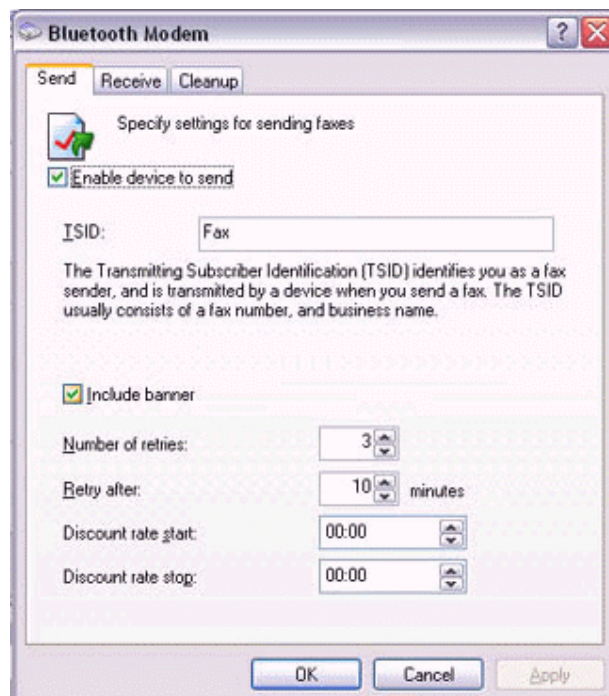 Bluetooth Modem
Send Receive Cleanup
Specify settings for sending faxes
Enable device to send
TSID: Fax
The Transmitting Subscriber Identification (TSID) identifies you as a fax
sender, and is transmitted by a device when you send a fax. The TSID
usually consists of a fax number, and business name.
Include banner
Number of retries: 3
Retry after: 10 minutes
Discount rate start: 00:00
Discount rate stop: 00:00
OK Cancel Apply